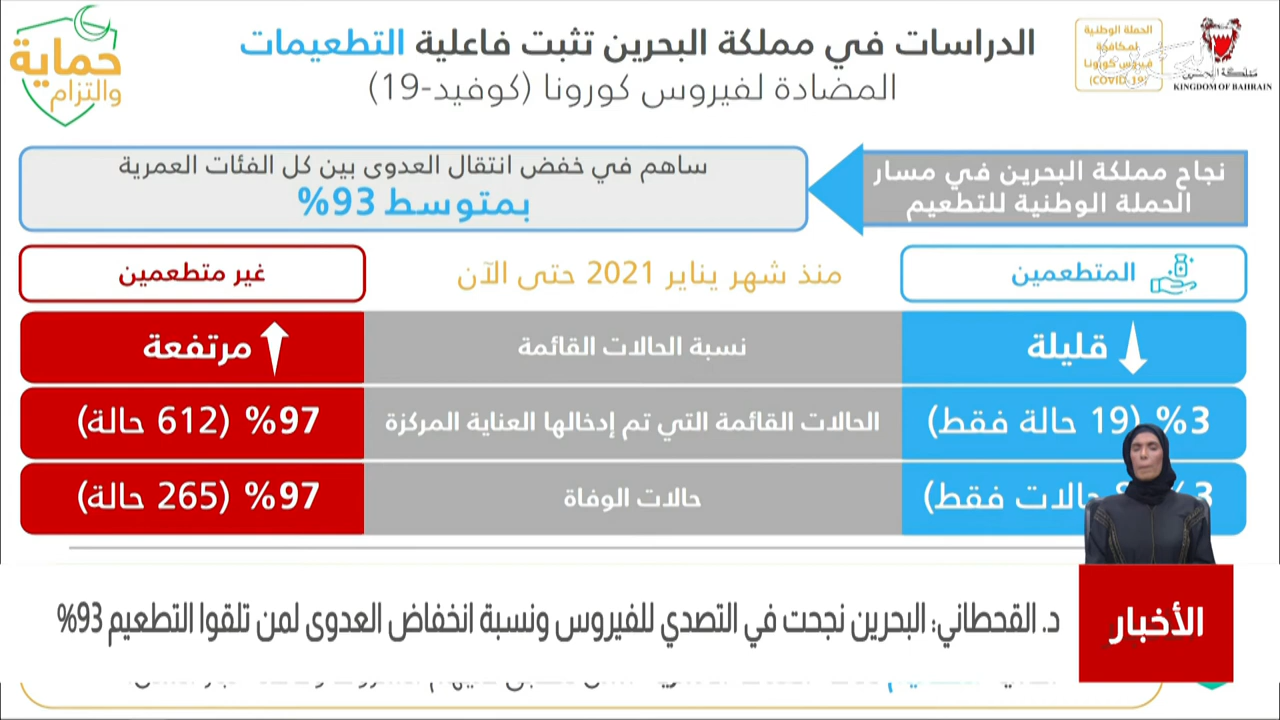 حماية
والتزام
الدراسات في مملكة البحرين تثبت فاعلية التطعيمات
المضادة لفيروس كورونا (كوفيد-19)
الحملة الوطنية
لمكافحة
فيروس كورونا
(COVID-19)
مملكة البحرين
KINGDOM OF BAHRAIN
نجاح مملكة البحرين في مسار
الحملة الوطنية للتطعيم
ساهم في خفض انتقال العدوى بين كل الفئات العمرية
بمتوسط 93%
المتطعمين
منذ شهر يناير 2021 حتى الآن
غير متطعمين
قليلة
نسبة الحالات القائمة
مرتفعة
3% (19 حالة فقط)
الحالات القائمة التي تم إدخالها العناية المركزة
97% (612 حالة)
حالات فقط)
حالات الوفاة
97% (265 حالة)
الأخبار
د. القحطاني: البحرين نجحت في التصدي للفيروس ونسبة انخفاض العدوى لمن تلقوا التطعيم 93%